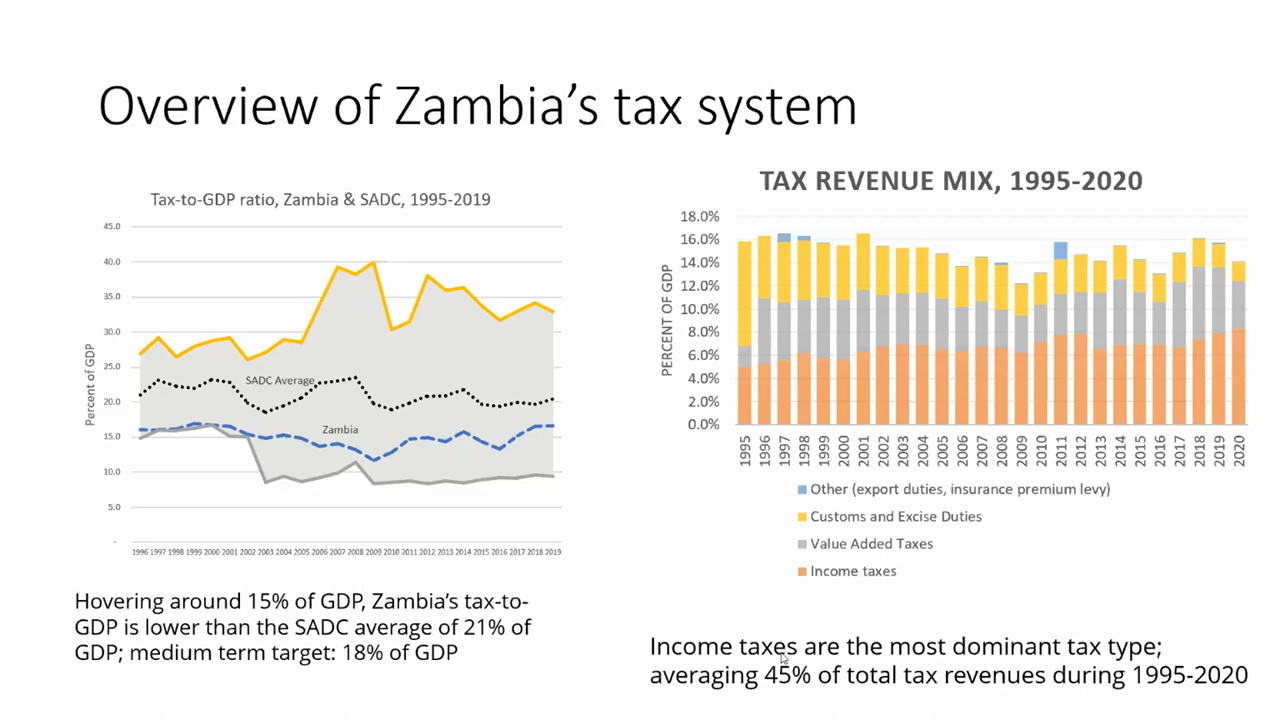 Overview of Zambia's tax system
Tax-to-GDP ratio, Zambia & SADC, 1995-2019
45.0
40.0
35.0
30.0
25.0
20.0
15.0
10.0
5.0
-
Percent of GDP
SADC Average
Zambia
1996 1997 1998 1999 2000 2001 2002 2003 2004 2005 2006 2007 2008 2009 2010 2011 2012 2013 2014 2015 2016 2017 2018 2019
Hovering around 15% of GDP, Zambia's tax-to-
GDP is lower than the SADC average of 21% of
GDP; medium term target: 18% of GDP
TAX REVENUE MIX, 1995-2020
18.0%
16.0%
14.0%
12.0%
10.0%
8.0%
6.0%
4.0%
2.0%
0.0%
PERCENT OF GDP
1995 1996 1997 1998 1999 2000 2001 2002 2003 2004 2005 2006 2007 2008 2009 2010 2011 2012 2013 2014 2015 2016 2017 2018 2019 2020
Other (export duties, insurance premium levy)
Customs and Excise Duties
Value Added Taxes
Income taxes
Income taxes are the most dominant tax type;
averaging 45% of total tax revenues during 1995-2020